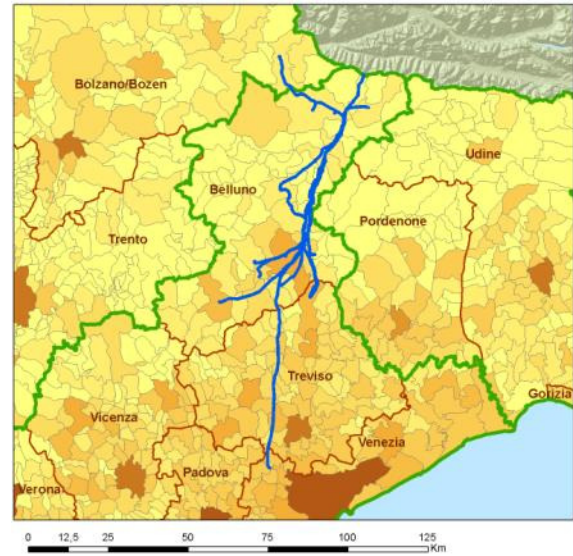 Bolzano/Bozen
Udine
Belluno
Pordenone
Trento
Treviso
Gorizia
Vicenza
Venezia
Padova
Verona
0 12,5 25 50 75 100 125
Km